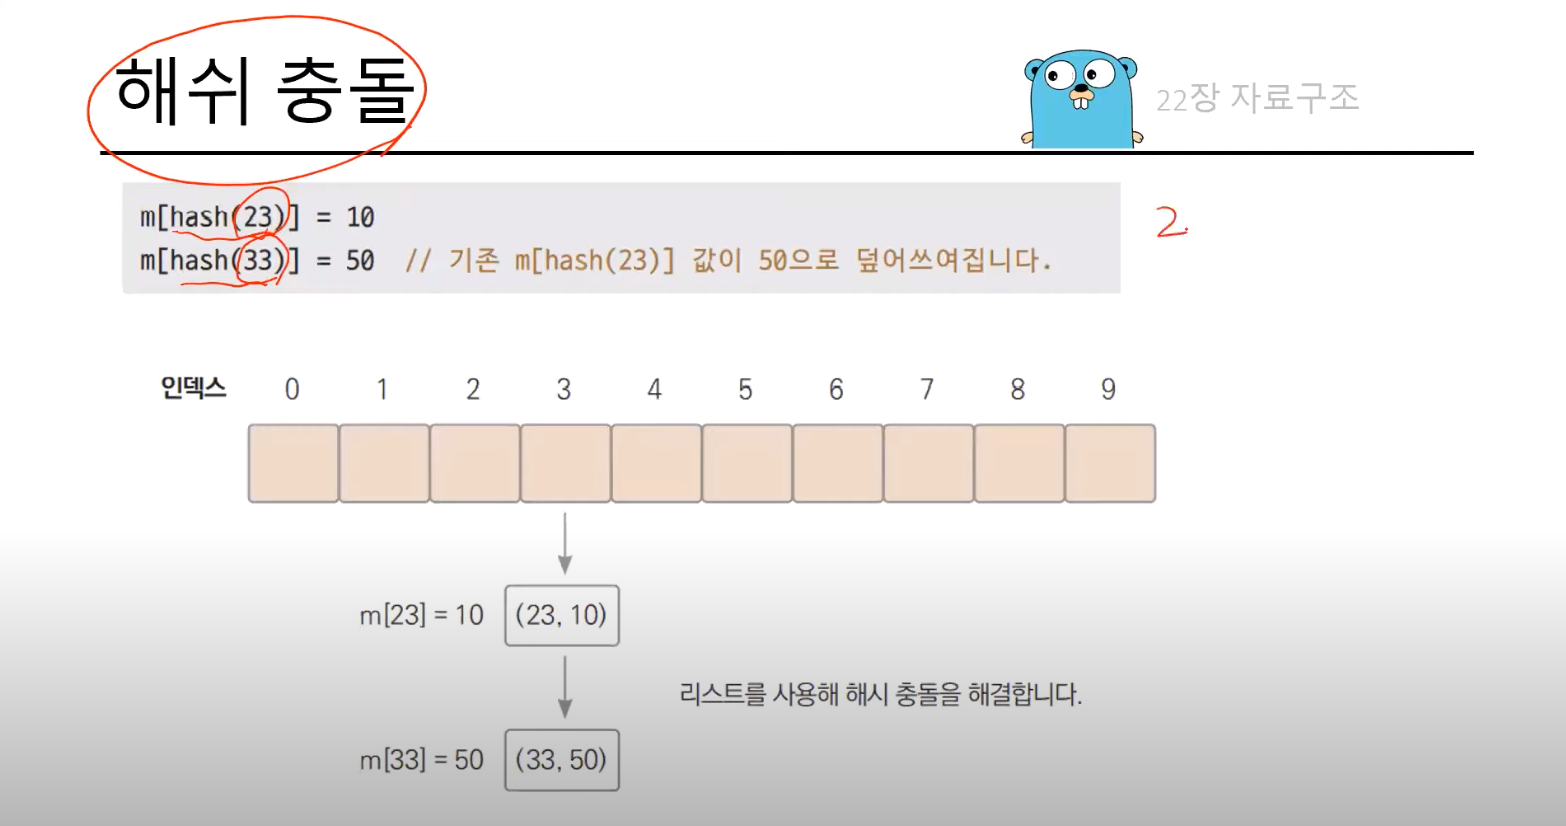 해쉬 충돌
22장 자료구조
m[hash(23)] = 10
m[hash(33)] = 50 // 기존 m[hash(23)] 값이 50으로 덮어쓰여집니다.
2.
인덱스 0 1 2 3 4 5 6 7 8 9
m[23] = 10 (23, 10)
리스트를 사용해 해시 충돌을 해결합니다.
m[33] = 50 (33, 50)